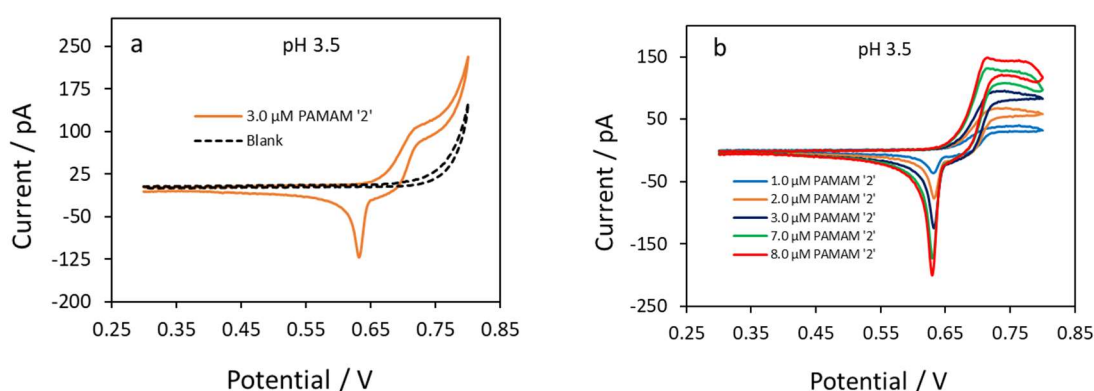 a
pH 3.5
250
175
100
25
-50
-125
-200
Current / pA
3.0 µM PAMAM '2'
Blank
0.25
0.35
0.45
0.55
0.65
0.75
0.85
Potential / V
b
pH 3.5
150
50
-50
-150
-250
Current / pA
1.0 µM PAMAM '2'
2.0 µM PAMAM '2'
3.0 µM PAMAM '2'
7.0 µM PAMAM '2'
8.0 µM PAMAM '2'
0.25
0.35
0.45
0.55
0.65
0.75
0.85
Potential / V